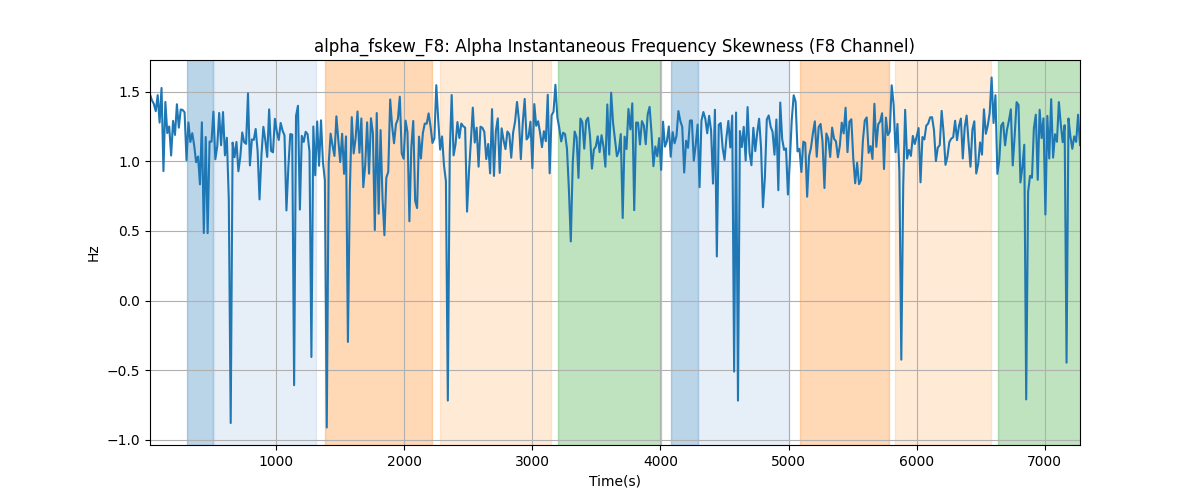 alpha_fskew_F8: Alpha Instantaneous Frequency Skewness (F8 Channel)
1.5
1.0
0.5
0.0
−0.5
−1.0
Hz
1000 2000 3000 4000 5000 6000 7000
Time(s)